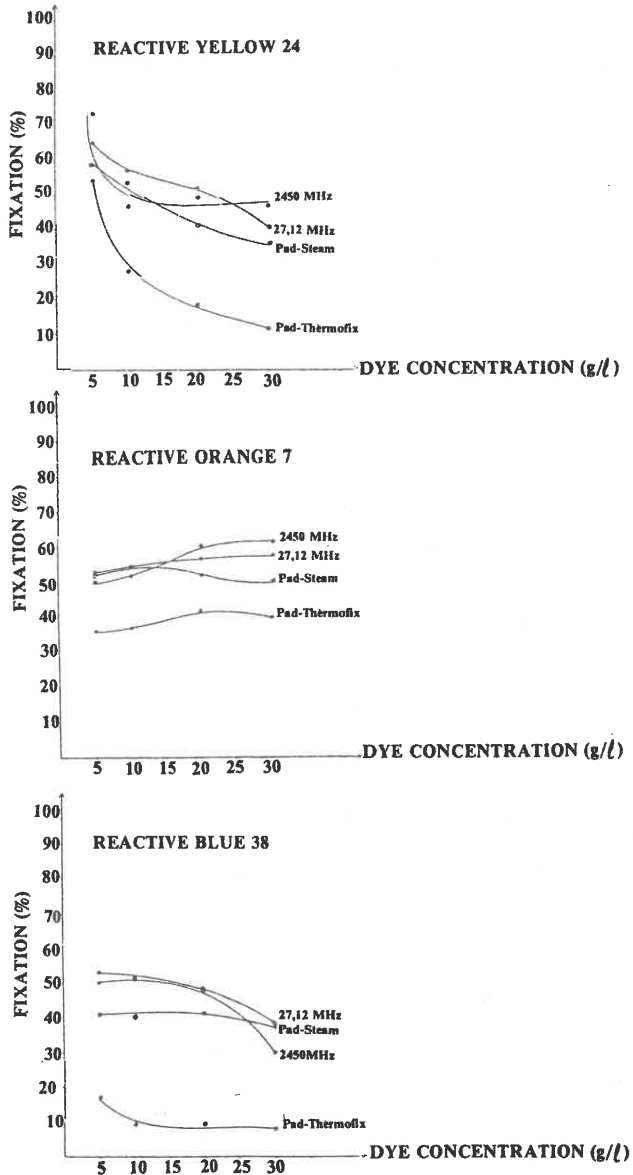 100
REACTIVE YELLOW 24
90
80
70
60
50
40
30
20
10
FIXATION (%)
2450 MHz
27,12 MHz
Pad-Steam
Pad-Thermofix
5 10 15 20 25 30
DYE CONCENTRATION (g/ℓ)
100
90
REACTIVE ORANGE 7
80
70
60
50
40
30
20
10
FIXATION (%)
2450 MHz
27,12 MHz
Pad-Steam
Pad-Thermofix
5 10 15 20 25 30
DYE CONCENTRATION (g/ℓ)
100
90
REACTIVE BLUE 38
80
70
60
50
40
30
20
10
FIXATION (%)
27,12 MHz
Pad-Steam
2450MHz
Pad-Thermofix
5 10 15 20 25 30
DYE CONCENTRATION (g/ℓ)